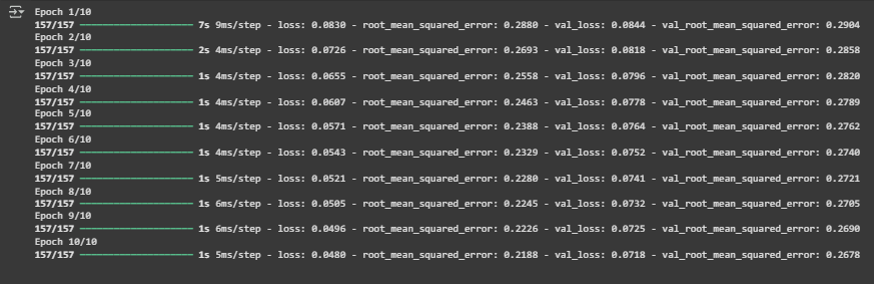 Epoch 1/10
157/157 ━━━━━━━━━━━━━━━━━━━━ 7s 9ms/step - loss: 0.0830 - root_mean_squared_error: 0.2880 - val_loss: 0.0844 - val_root_mean_squared_error: 0.2904
Epoch 2/10
157/157 ━━━━━━━━━━━━━━━━━━━━ 2s 4ms/step - loss: 0.0726 - root_mean_squared_error: 0.2693 - val_loss: 0.0818 - val_root_mean_squared_error: 0.2858
Epoch 3/10
157/157 ━━━━━━━━━━━━━━━━━━━━ 1s 4ms/step - loss: 0.0655 - root_mean_squared_error: 0.2558 - val_loss: 0.0796 - val_root_mean_squared_error: 0.2820
Epoch 4/10
157/157 ━━━━━━━━━━━━━━━━━━━━ 1s 4ms/step - loss: 0.0607 - root_mean_squared_error: 0.2463 - val_loss: 0.0778 - val_root_mean_squared_error: 0.2789
Epoch 5/10
157/157 ━━━━━━━━━━━━━━━━━━━━ 1s 4ms/step - loss: 0.0571 - root_mean_squared_error: 0.2388 - val_loss: 0.0764 - val_root_mean_squared_error: 0.2762
Epoch 6/10
157/157 ━━━━━━━━━━━━━━━━━━━━ 1s 4ms/step - loss: 0.0543 - root_mean_squared_error: 0.2329 - val_loss: 0.0752 - val_root_mean_squared_error: 0.2740
Epoch 7/10
157/157 ━━━━━━━━━━━━━━━━━━━━ 1s 5ms/step - loss: 0.0521 - root_mean_squared_error: 0.2280 - val_loss: 0.0741 - val_root_mean_squared_error: 0.2721
Epoch 8/10
157/157 ━━━━━━━━━━━━━━━━━━━━ 1s 6ms/step - loss: 0.0505 - root_mean_squared_error: 0.2245 - val_loss: 0.0732 - val_root_mean_squared_error: 0.2705
Epoch 9/10
157/157 ━━━━━━━━━━━━━━━━━━━━ 1s 6ms/step - loss: 0.0496 - root_mean_squared_error: 0.2226 - val_loss: 0.0725 - val_root_mean_squared_error: 0.2690
Epoch 10/10
157/157 ━━━━━━━━━━━━━━━━━━━━ 1s 5ms/step - loss: 0.0480 - root_mean_squared_error: 0.2188 - val_loss: 0.0718 - val_root_mean_squared_error: 0.2678